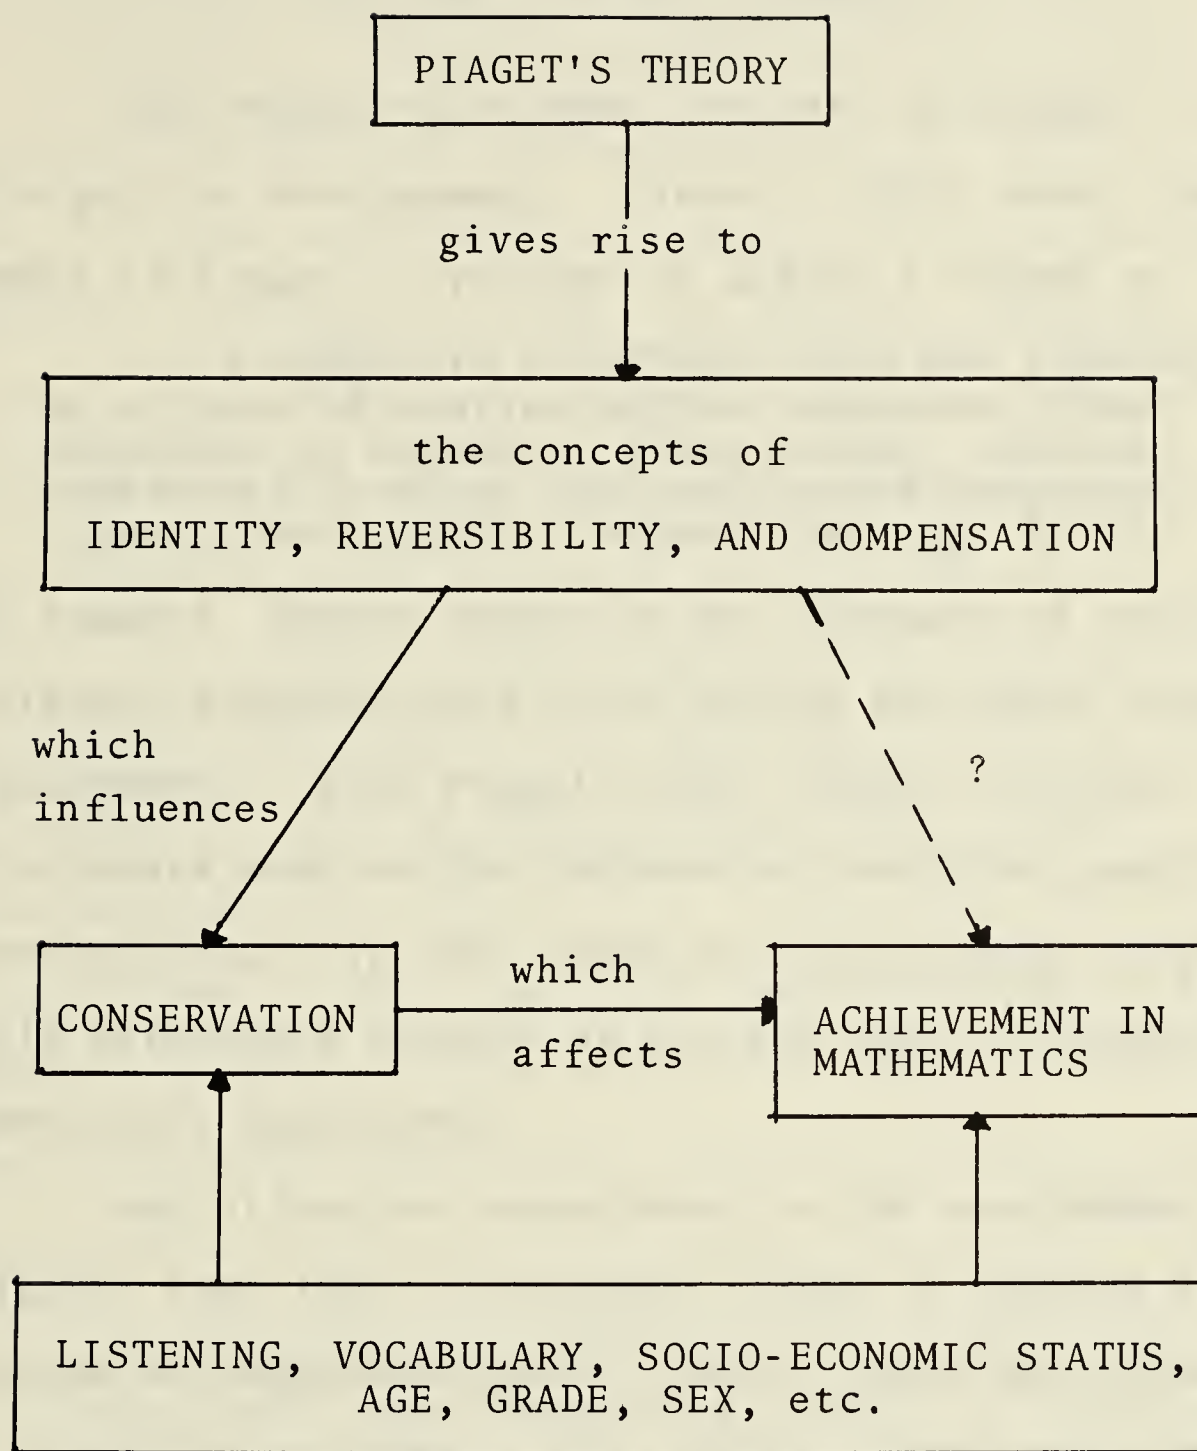 PIAGET'S THEORY
gives rise to
the concepts of
IDENTITY, REVERSIBILITY, AND COMPENSATION
which
influences
?
CONSERVATION
which
affects
ACHIEVEMENT IN
MATHEMATICS
LISTENING, VOCABULARY, SOCIO-ECONOMIC STATUS,
AGE, GRADE, SEX, etc.